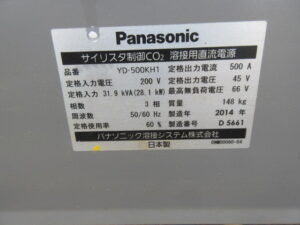 Panasonic
サイリスタ制御CO₂ 溶接用直流電源
品番 YD-500KH1 定格出力電流 500 A
定格入力電圧 200 V 定格出力電圧 45 V
定格入力 31.9 kVA(28.1 kW) 最高無負荷電圧 66 V
相数 3 相 質量 148 kg
周波数 50/60 Hz 製造年 2014 年
定格使用率 60 % 製造番号 D 5661
パナソニック溶接システム株式会社
日本製